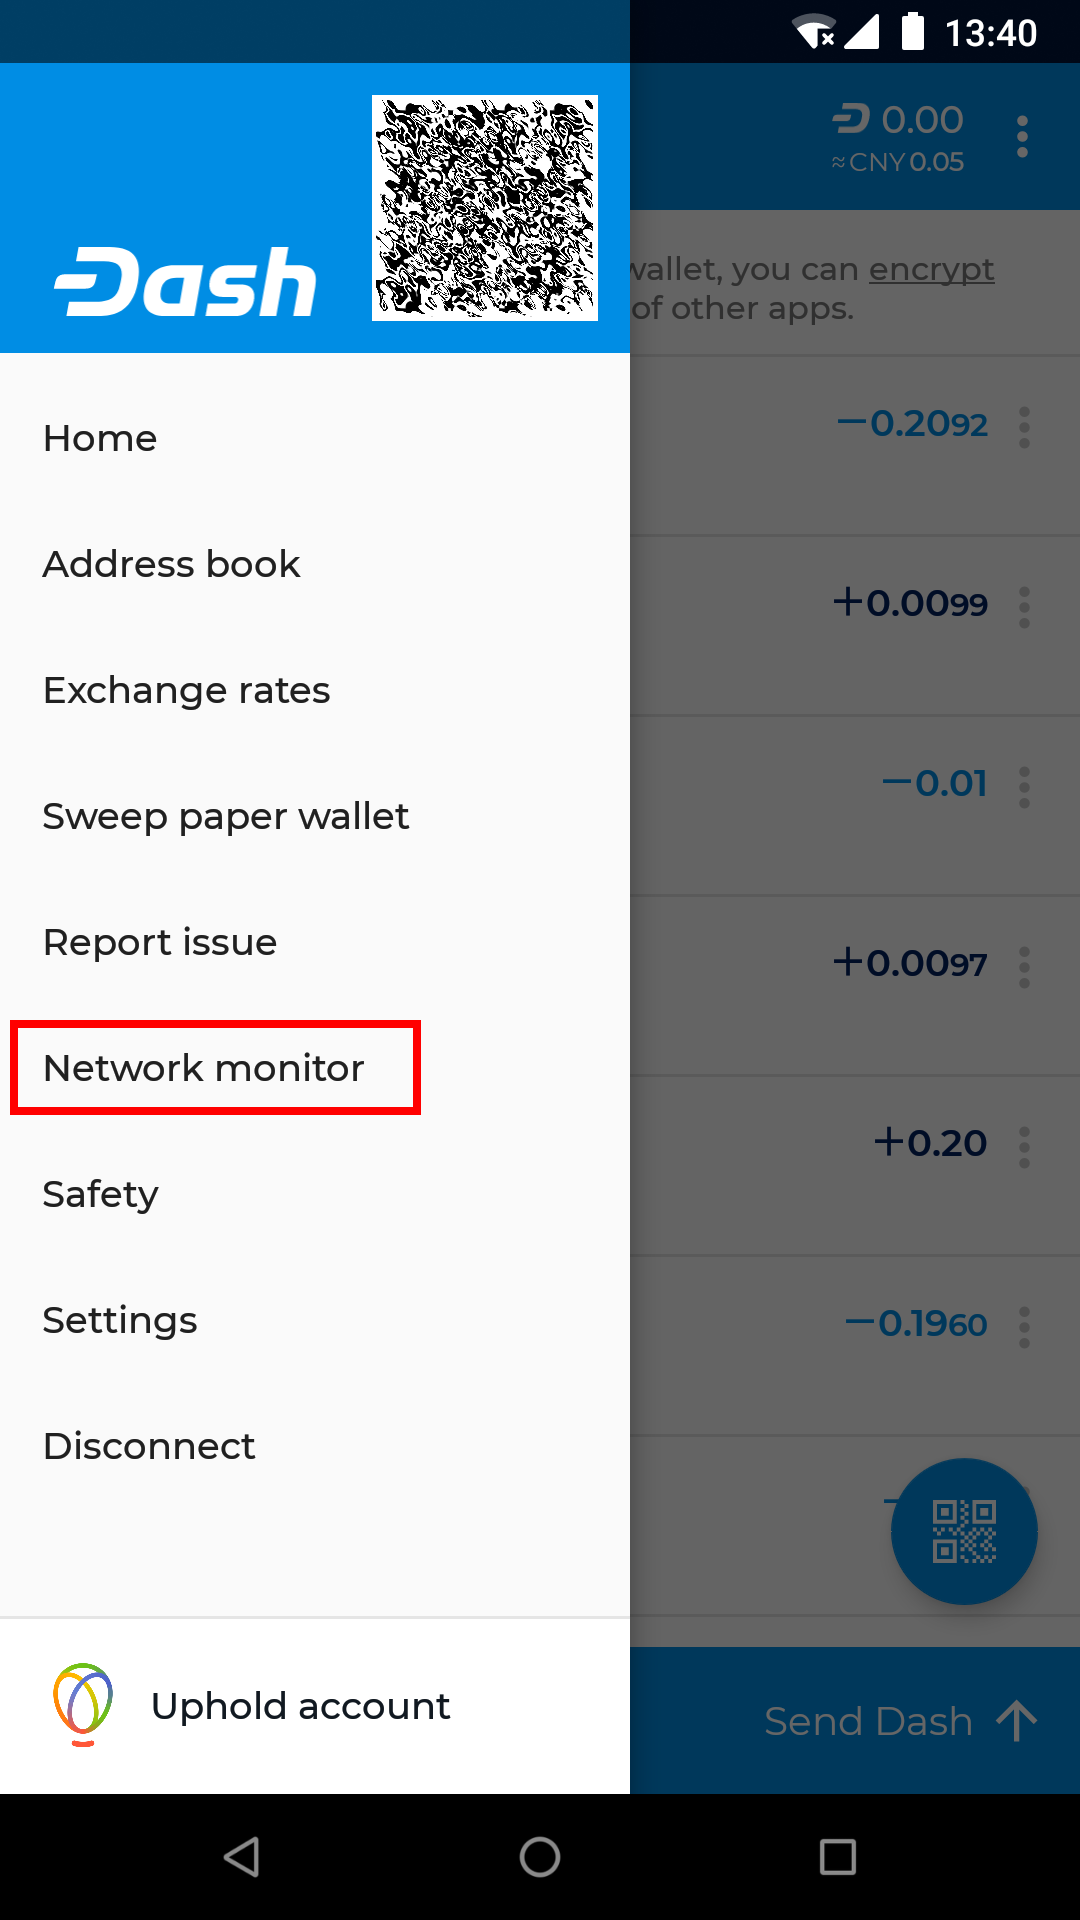 13:40
Dash
0.00
≈CNY 0.05
wallet, you can encrypt
of other apps.
Home
−0.2092
Address book
+0.0099
Exchange rates
Sweep paper wallet
−0.01
Report issue
+0.0097
Network monitor
+0.20
Safety
Settings
−0.1960
Disconnect
Uphold account
Send Dash